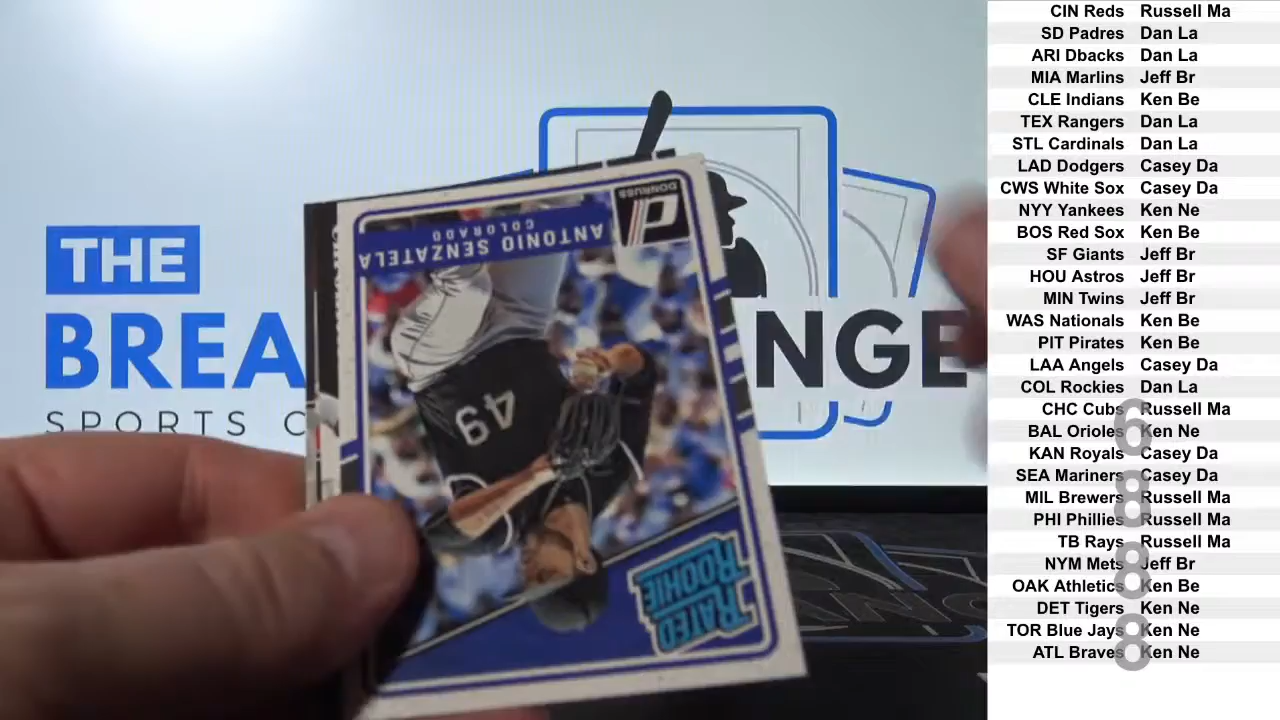 THE
BREA
NGE
SPORTS C
DONRUSS
ANTONIO SENZATELA
COLORADO
49
RATED
ROOKIE
CIN Reds Russell Ma
SD Padres Dan La
ARI Dbacks Dan La
MIA Marlins Jeff Br
CLE Indians Ken Be
TEX Rangers Dan La
STL Cardinals Dan La
LAD Dodgers Casey Da
CWS White Sox Casey Da
NYY Yankees Ken Ne
BOS Red Sox Ken Be
SF Giants Jeff Br
HOU Astros Jeff Br
MIN Twins Jeff Br
WAS Nationals Ken Be
PIT Pirates Ken Be
LAA Angels Casey Da
COL Rockies Dan La
CHC Cubs Russell Ma
BAL Orioles Ken Ne
KAN Royals Casey Da
SEA Mariners Casey Da
MIL Brewers Russell Ma
PHI Phillies Russell Ma
TB Rays Russell Ma
NYM Mets Jeff Br
OAK Athletics Ken Be
DET Tigers Ken Ne
TOR Blue Jays Ken Ne
ATL Braves Ken Ne